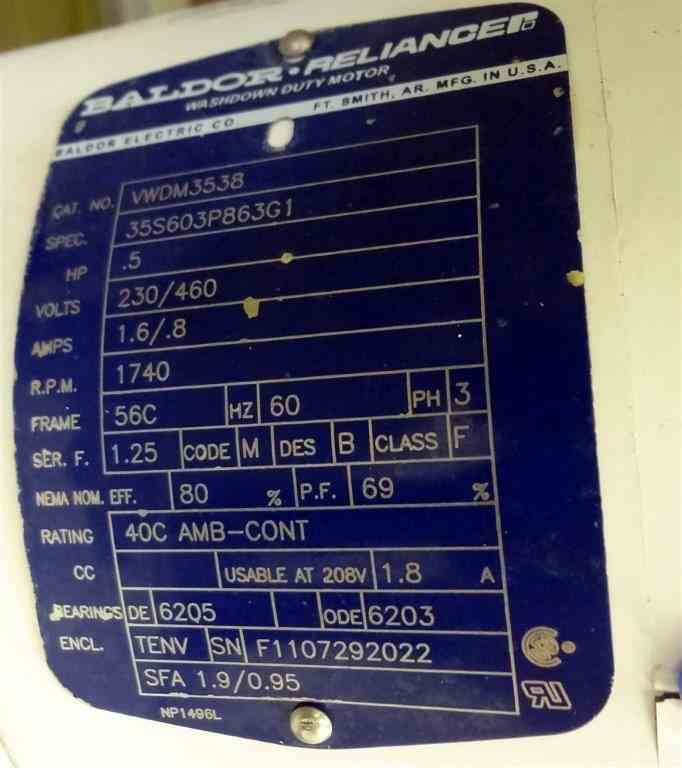 BALDOR • RELIANCER
WASHDOWN DUTY MOTOR
BALDOR ELECTRIC CO. FT. SMITH, AR. MFG. IN U.S.A.
CAT. NO. VWDM3538
SPEC. 35S603P863G1
HP .5
VOLTS 230/460
AMPS 1.6/.8
R.P.M. 1740
FRAME 56C HZ 60 PH 3
SER. F. 1.25 CODE M DES B CLASS F
NEMA NOM. EFF. 80 % P.F. 69 %
RATING 40C AMB-CONT
CC USABLE AT 208V 1.8 A
BEARINGS DE 6205 ODE 6203
ENCL. TENV SN F1107292022
SFA 1.9/0.95
NP1496L